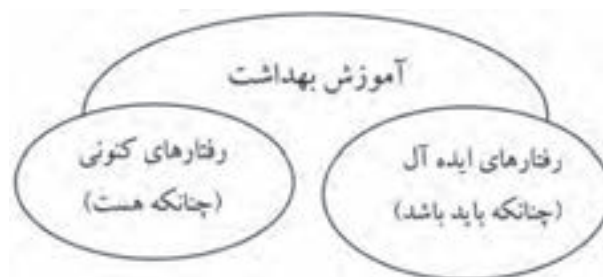 آموزش بهداشت
رفتارهای ایده آل
(چنانکه باید باشد)
رفتارهای کنونی
(چنانکه هست)